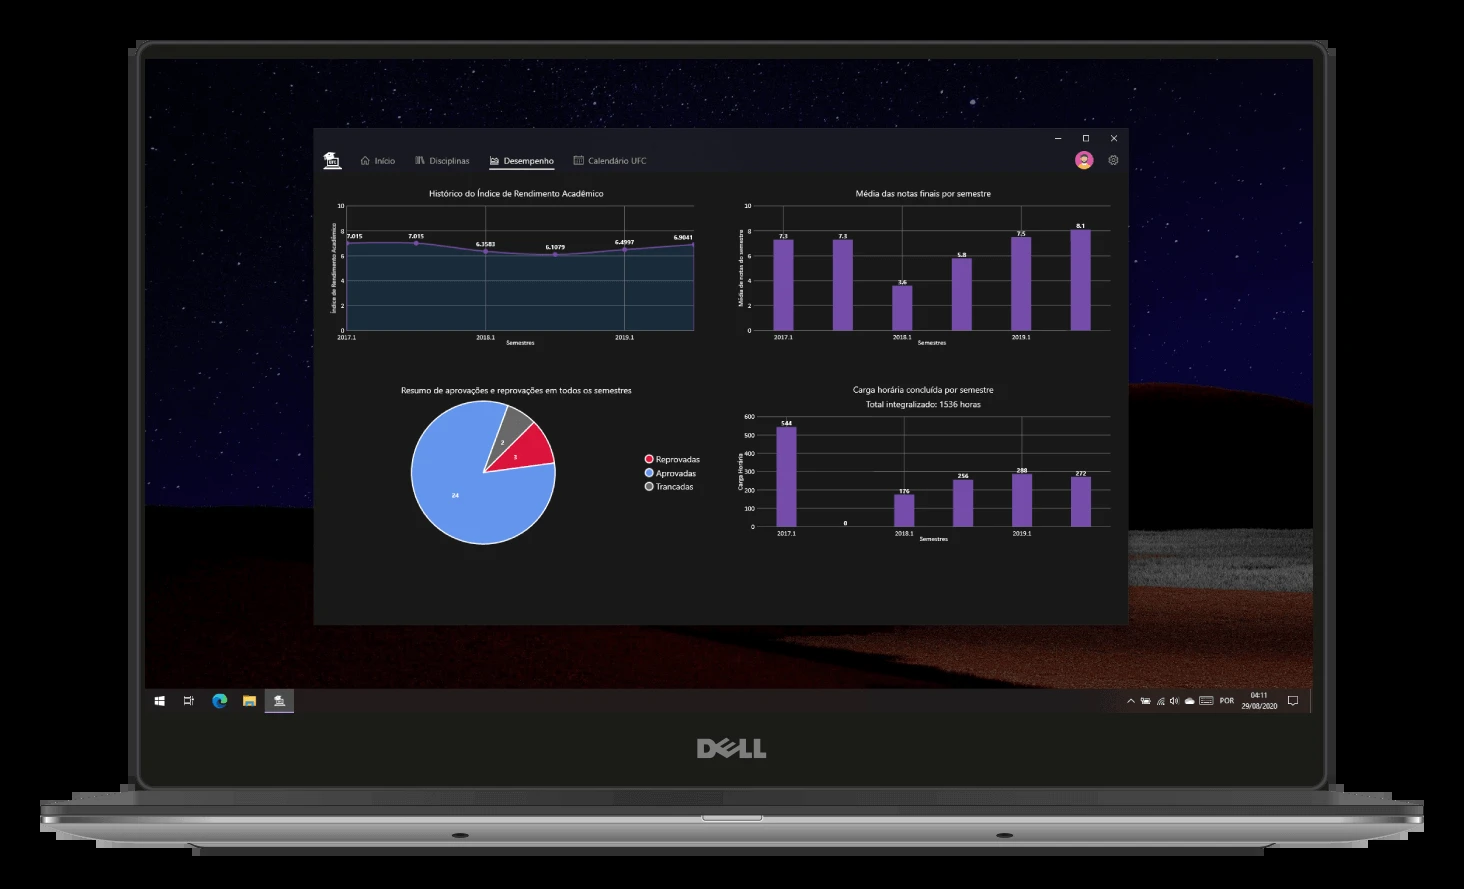 Início
Disciplinas
Desempenho
Calendário UFC
Histórico do Índice de Rendimento Acadêmico
Índice de Rendimento Acadêmico
10
8
6
4
2
0
7.015
7.015
6.3583
6.1079
6.4997
6.9041
2017.1
2018.1
2019.1
Semestres
Média das notas finais por semestre
Média de notas do semestre
10
8
6
4
2
0
7.3
7.3
3.6
5.8
7.5
8.1
2017.1
2018.1
2019.1
Semestres
Resumo de aprovações e reprovações em todos os semestres
2
3
24
Reprovadas
Aprovadas
Trancadas
Carga horária concluída por semestre
Total integralizado: 1536 horas
Carga Horária
600
500
400
300
200
100
0
544
0
176
256
288
272
2017.1
2018.1
2019.1
Semestres
POR
04:11
29/08/2020
DELL